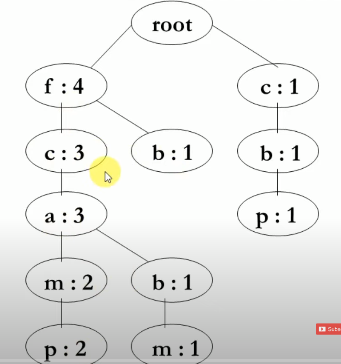 root
f : 4
c : 1
c : 3
b : 1
b : 1
a : 3
p : 1
m : 2
b : 1
p : 2
m : 1